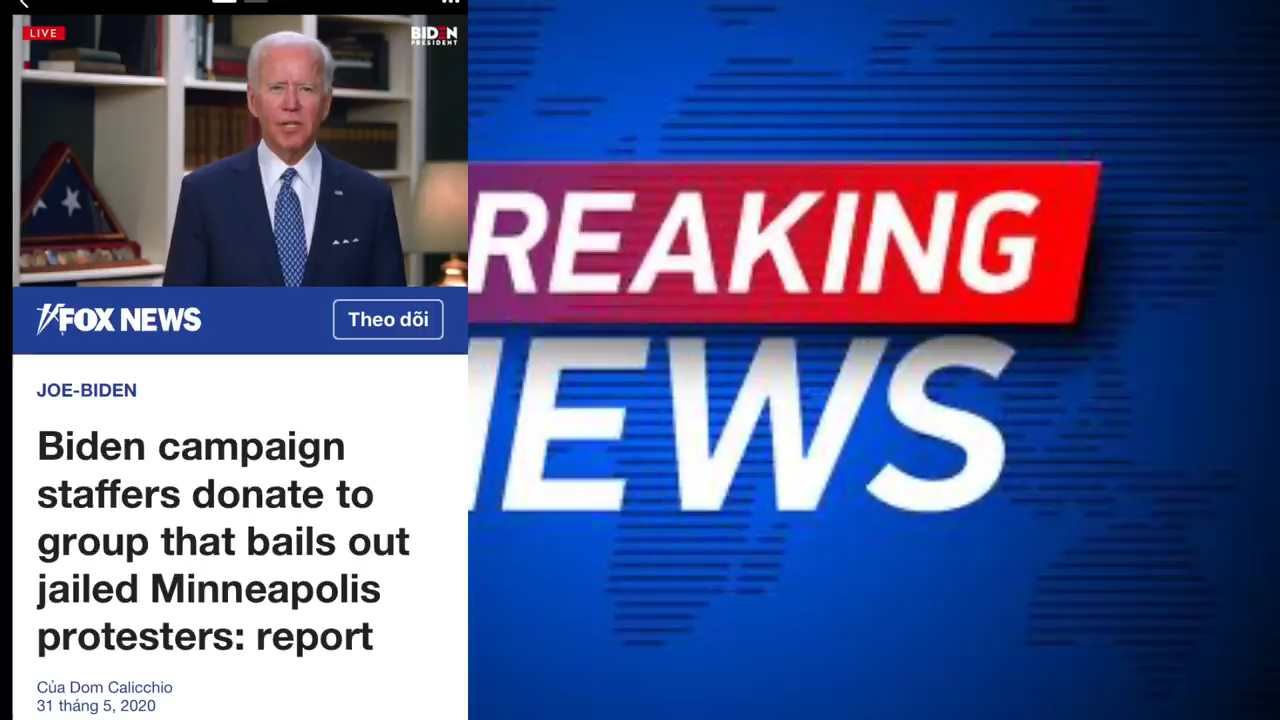 LIVE
BIDEN
PRESIDENT
FOX NEWS
Theo dõi
JOE-BIDEN
Biden campaign
staffers donate to
group that bails out
jailed Minneapolis
protesters: report
Của Dom Calicchio
31 tháng 5, 2020
REAKING
NEWS